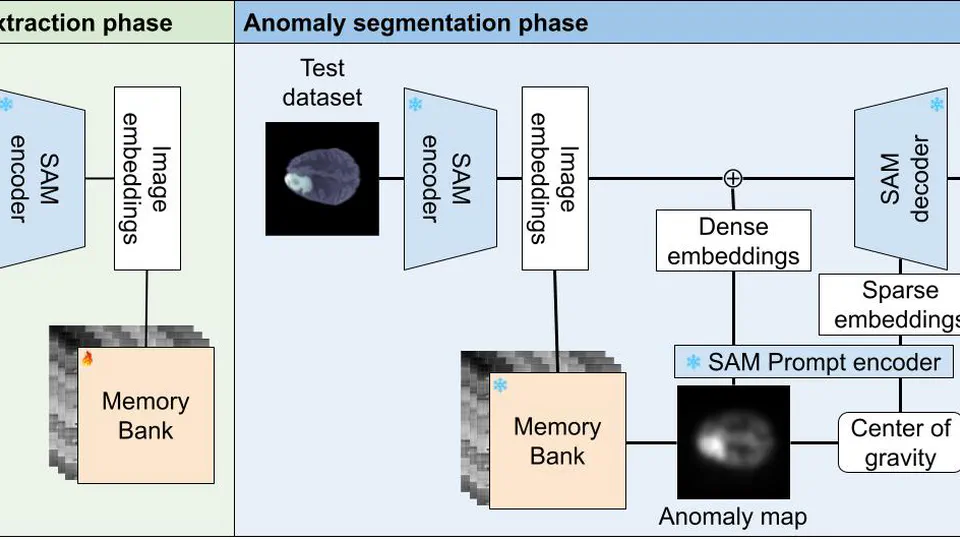 xtraction phase
Anomaly segmentation phase
SAM
encoder
Image
embeddings
Memory
Bank
Test
dataset
SAM
encoder
Image
embeddings
Dense
embeddings
SAM
decoder
Sparse
embeddings
SAM Prompt encoder
Memory
Bank
Center of
gravity
Anomaly map